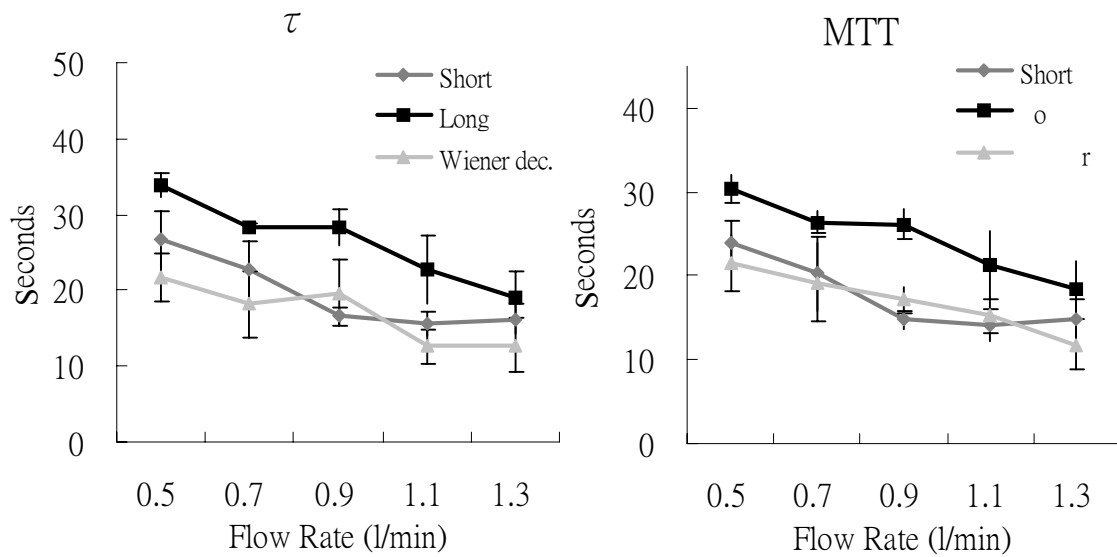 τ
50
40
30
20
10
0
Seconds
Short
Long
Wiener dec.
0.5 0.7 0.9 1.1 1.3
Flow Rate (l/min)
MTT
40
30
20
10
0
Seconds
Short
o
r
0.5 0.7 0.9 1.1 1.3
Flow Rate (l/min)